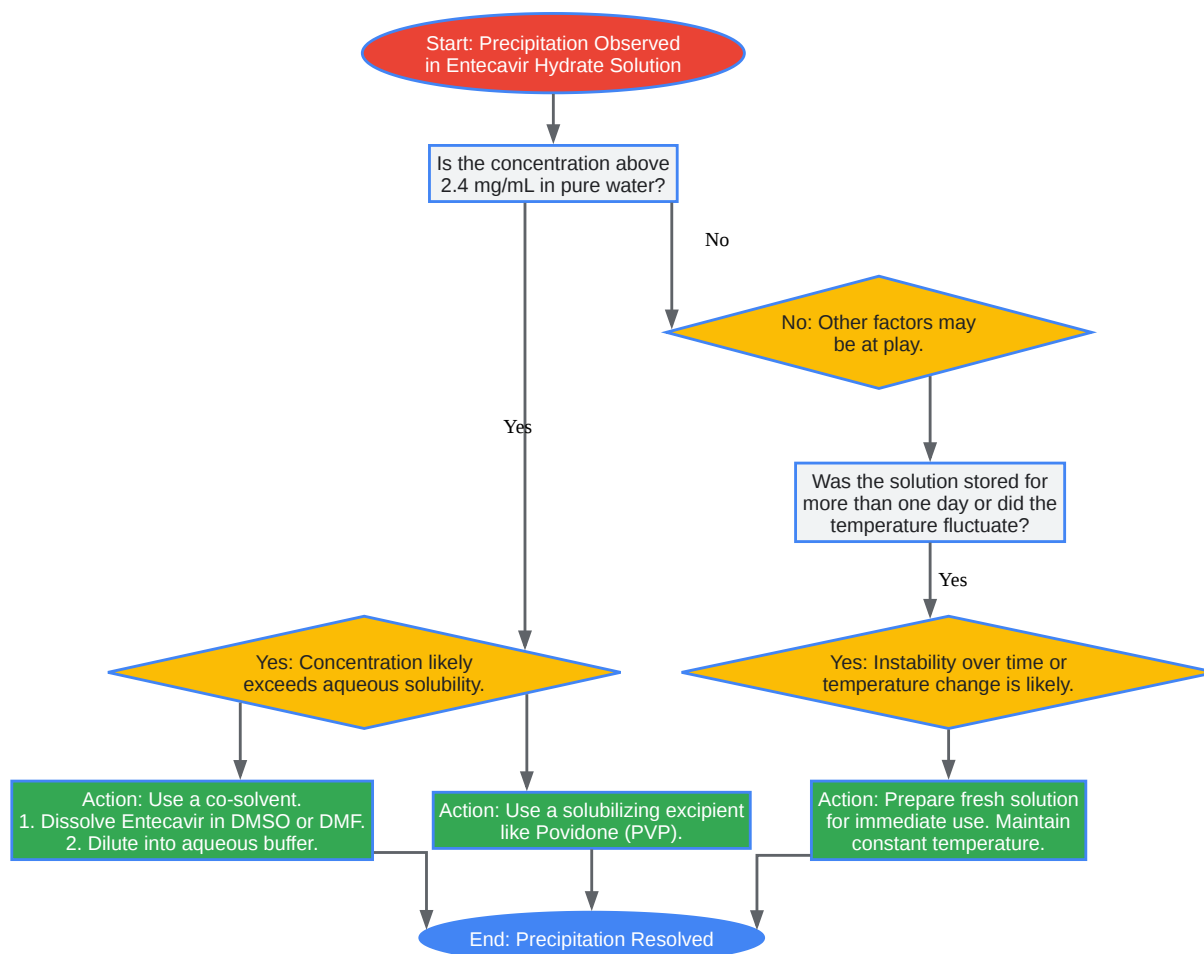 Start: Precipitation Observed
in Entecavir Hydrate Solution
Is the concentration above
2.4 mg/mL in pure water?
No
No: Other factors may
be at play.
Yes
Was the solution stored for
more than one day or did the
temperature fluctuate?
Yes
Yes: Concentration likely
exceeds aqueous solubility.
Yes: Instability over time or
temperature change is likely.
Action: Use a co-solvent.
1. Dissolve Entecavir in DMSO or DMF.
2. Dilute into aqueous buffer.
Action: Use a solubilizing excipient
like Povidone (PVP).
Action: Prepare fresh solution
for immediate use. Maintain
constant temperature.
End: Precipitation Resolved